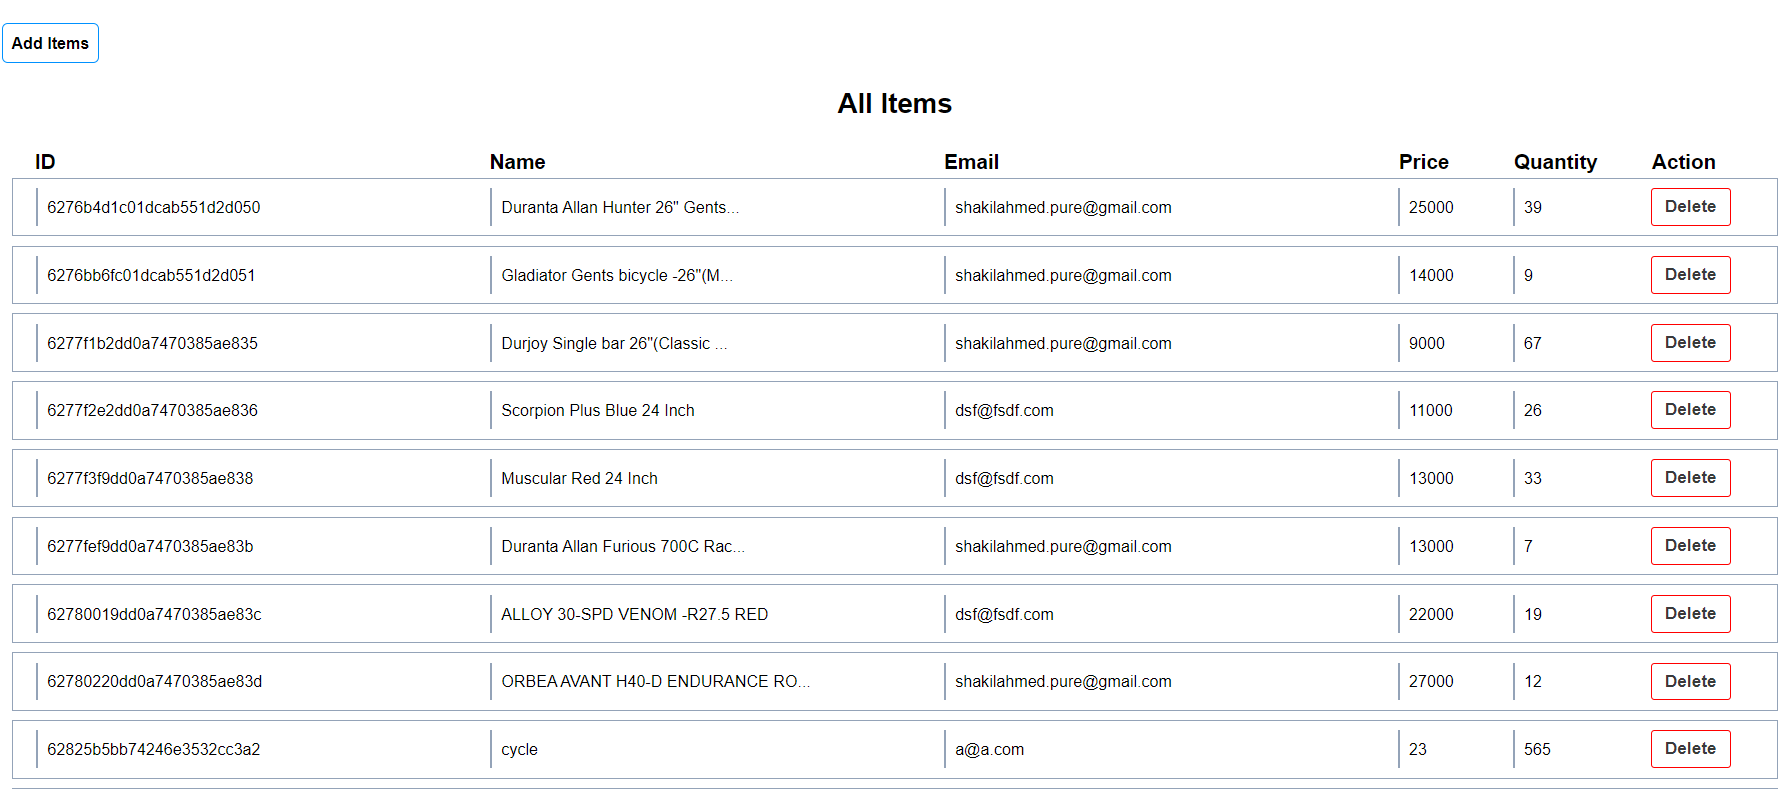 Add Items
All Items
ID Name Email Price Quantity Action
6276b4d1c01dcab551d2d050 Duranta Allan Hunter 26" Gents... shakilahmed.pure@gmail.com 25000 39 Delete
6276bb6fc01dcab551d2d051 Gladiator Gents bicycle -26"(M... shakilahmed.pure@gmail.com 14000 9 Delete
6277f1b2dd0a7470385ae835 Durjoy Single bar 26"(Classic ... shakilahmed.pure@gmail.com 9000 67 Delete
6277f2e2dd0a7470385ae836 Scorpion Plus Blue 24 Inch dsf@fsdf.com 11000 26 Delete
6277f3f9dd0a7470385ae838 Muscular Red 24 Inch dsf@fsdf.com 13000 33 Delete
6277fef9dd0a7470385ae83b Duranta Allan Furious 700C Rac... shakilahmed.pure@gmail.com 13000 7 Delete
62780019dd0a7470385ae83c ALLOY 30-SPD VENOM -R27.5 RED dsf@fsdf.com 22000 19 Delete
62780220dd0a7470385ae83d ORBEA AVANT H40-D ENDURANCE RO... shakilahmed.pure@gmail.com 27000 12 Delete
62825b5bb74246e3532cc3a2 cycle a@a.com 23 565 Delete